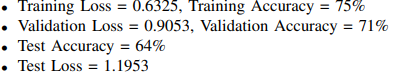 • Training Loss = 0.6325, Training Accuracy = 75%
• Validation Loss = 0.9053, Validation Accuracy = 71%
• Test Accuracy = 64%
• Test Loss = 1.1953